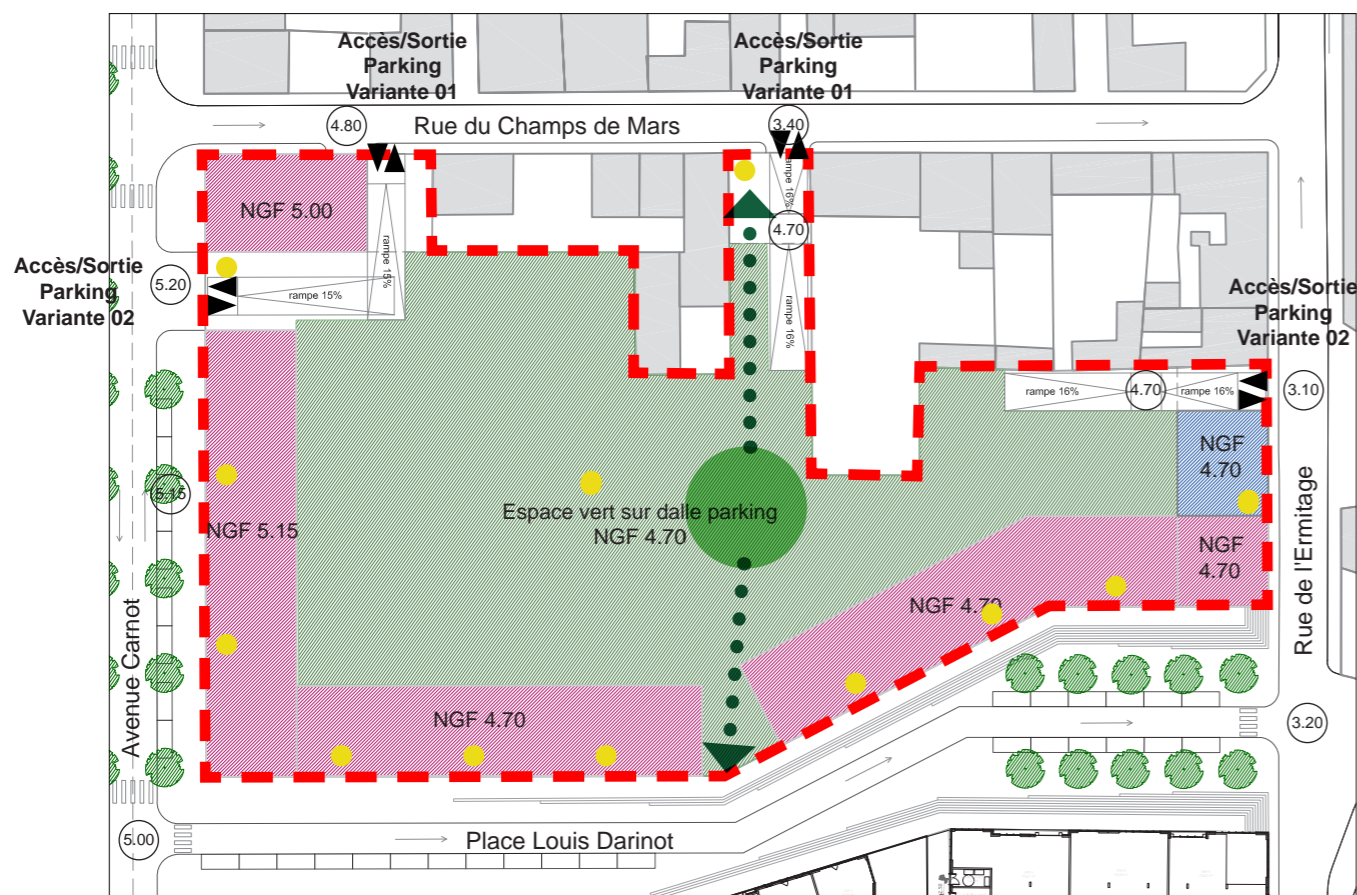 Accès/Sortie
Parking
Variante 01
Accès/Sortie
Parking
Variante 01
4.80
Rue du Champs de Mars
3.40
rampe 16%
NGF 5.00
4.70
rampe 15%
Accès/Sortie
Parking
Variante 02
5.20
rampe 15%
rampe 16%
Accès/Sortie
Parking
Variante 02
rampe 16%
4.70
rampe 16%
3.10
NGF
4.70
5.15
NGF 5.15
Espace vert sur dalle parking
NGF 4.70
NGF
4.70
NGF 4.70
Rue de l'Ermitage
Avenue Carnot
NGF 4.70
3.20
5.00
Place Louis Darinot